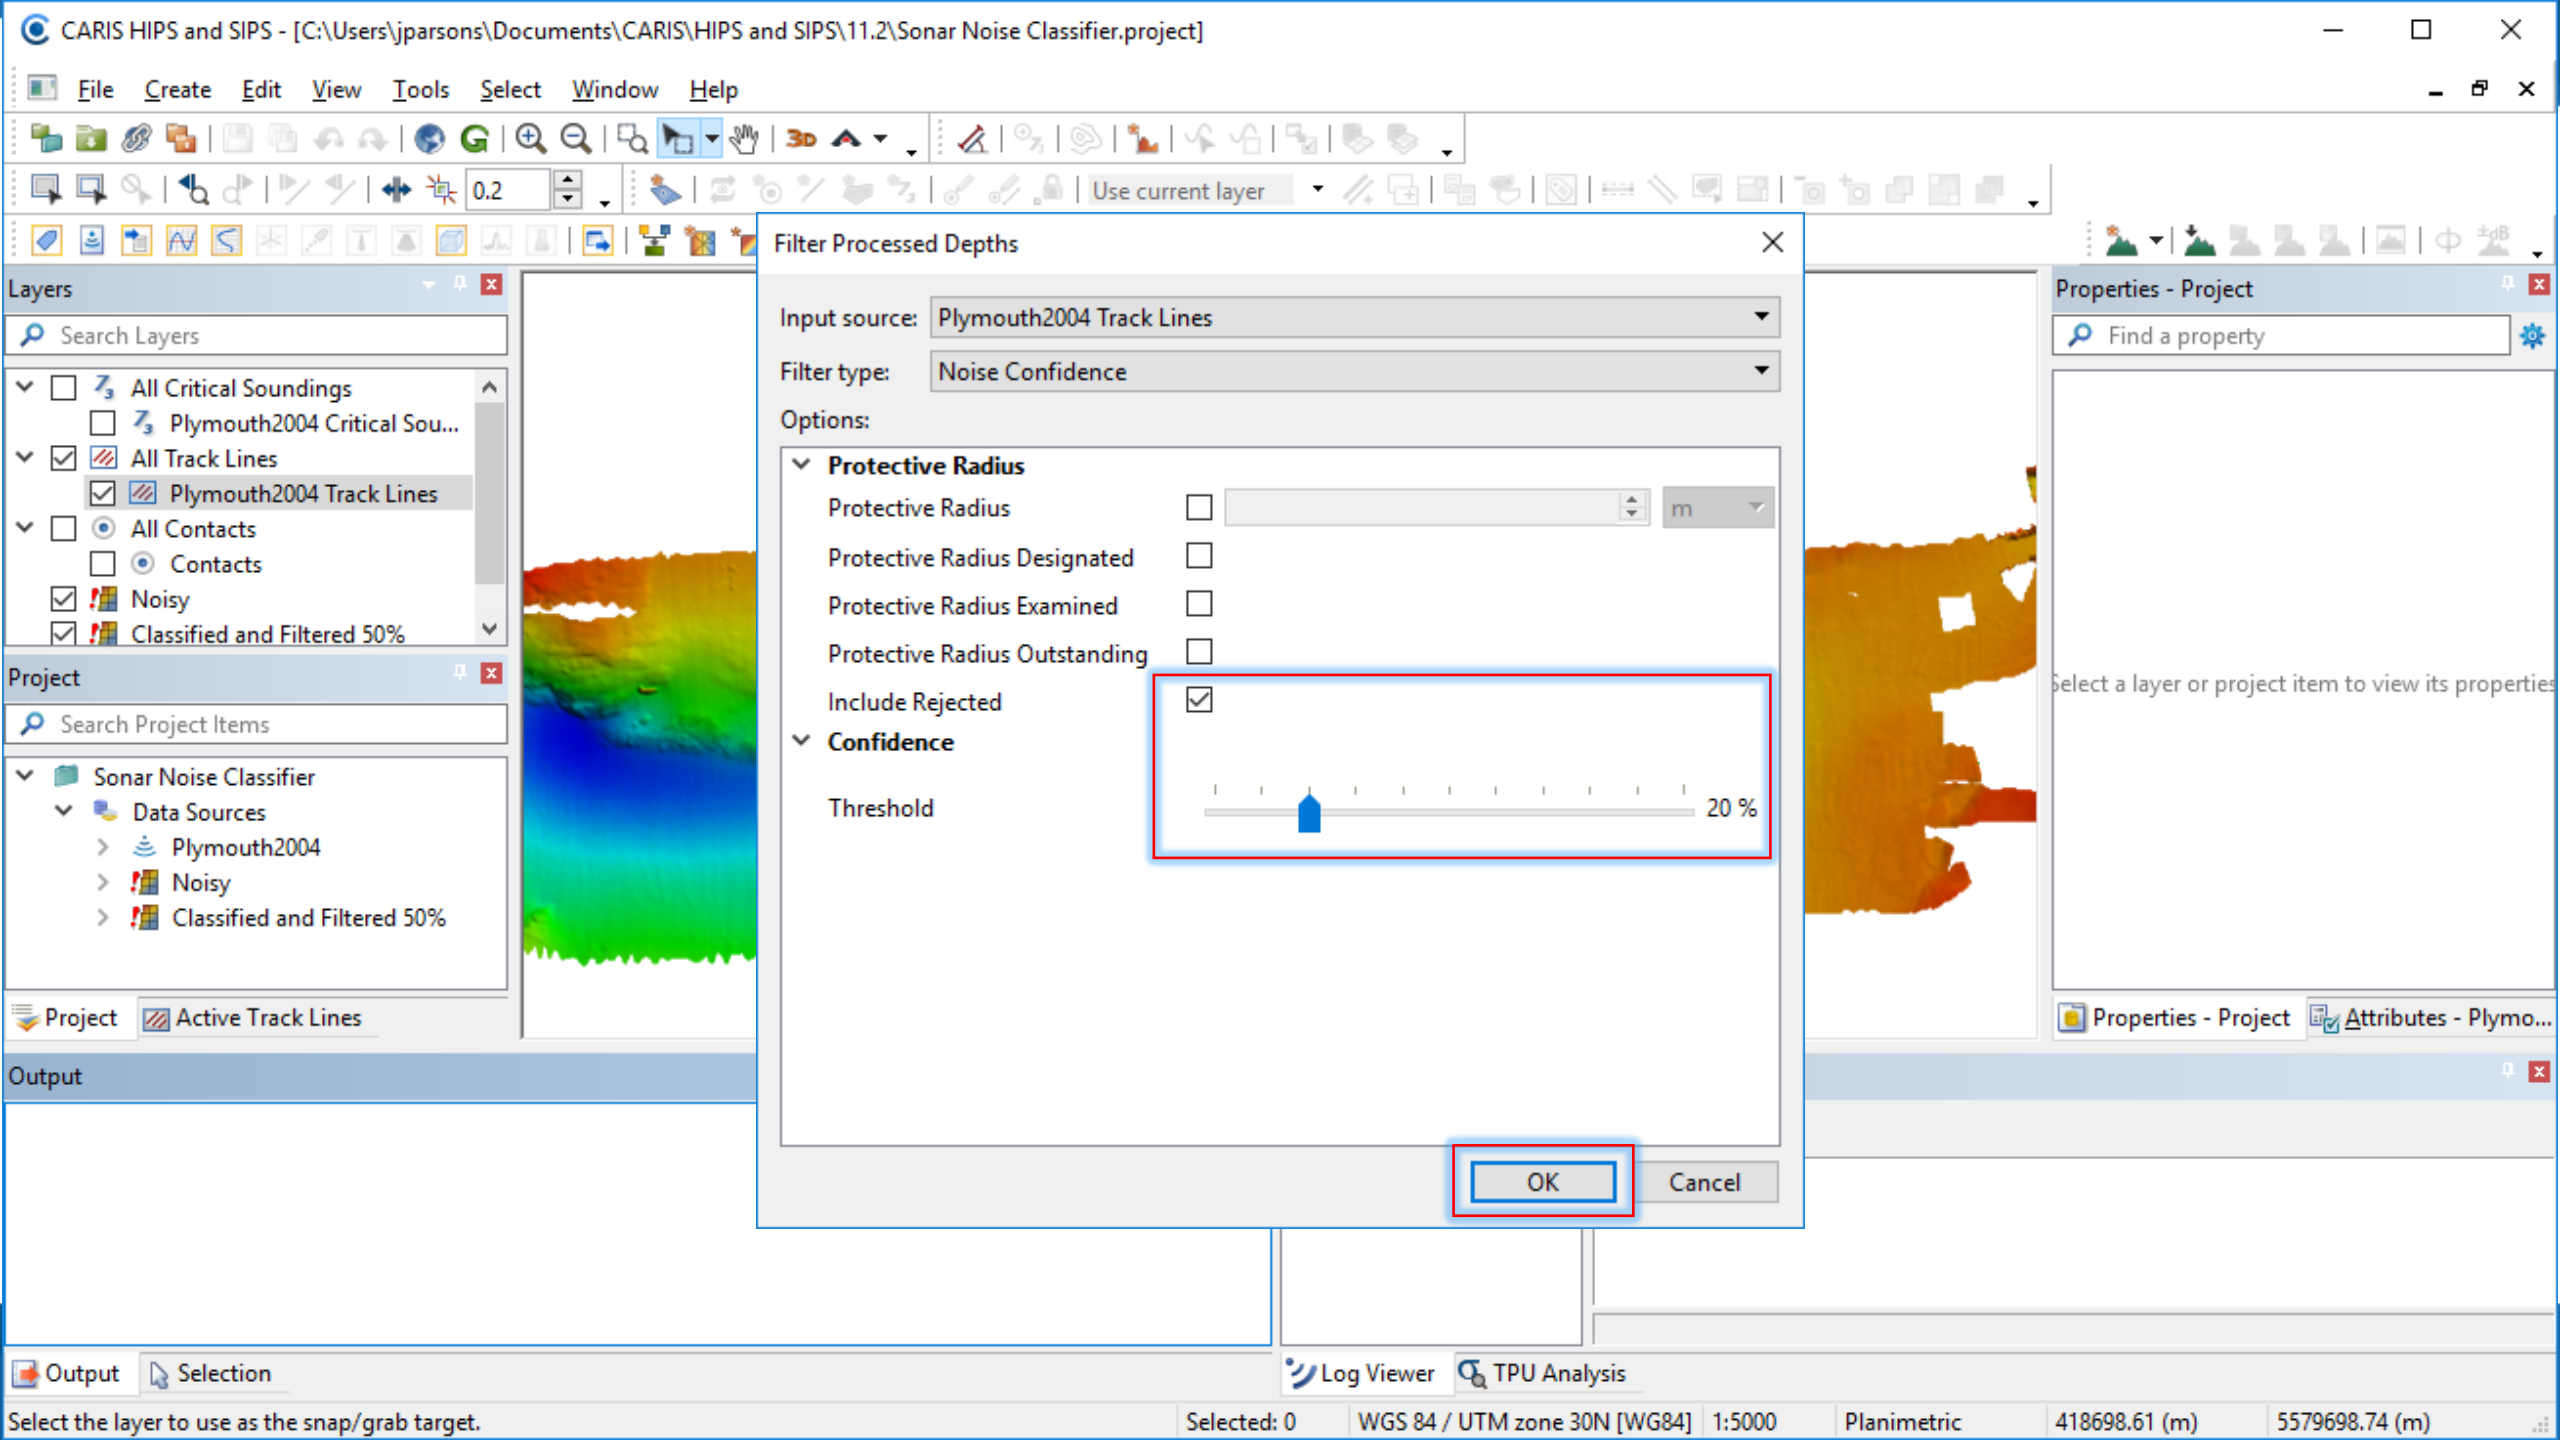 CARIS HIPS and SIPS - [C:\Users\jparsons\Documents\CARIS\HIPS and SIPS\11.2\Sonar Noise Classifier.project]
File Create Edit View Tools Select Window Help
3D
0.2 Use current layer
±dB
Layers
Search Layers
All Critical Soundings
Plymouth2004 Critical Sou...
All Track Lines
Plymouth2004 Track Lines
All Contacts
Contacts
Noisy
Classified and Filtered 50%
Project
Search Project Items
Sonar Noise Classifier
Data Sources
Plymouth2004
Noisy
Classified and Filtered 50%
Project Active Track Lines
Filter Processed Depths
Input source: Plymouth2004 Track Lines
Filter type: Noise Confidence
Options:
Protective Radius
Protective Radius m
Protective Radius Designated
Protective Radius Examined
Protective Radius Outstanding
Include Rejected
Confidence
Threshold 20 %
OK Cancel
Properties - Project
Find a property
Select a layer or project item to view its properties
Properties - Project Attributes - Plymo...
Output
Output Selection
Log Viewer TPU Analysis
Select the layer to use as the snap/grab target. Selected: 0 WGS 84 / UTM zone 30N [WG84] 1:5000 Planimetric 418698.61 (m) 5579698.74 (m)